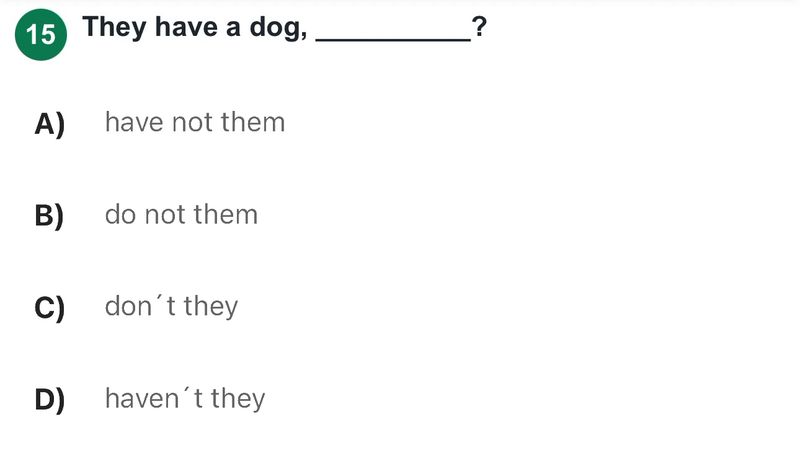 15 They have a dog, __________?
A) have not them
B) do not them
C) don´t they
D) haven´t they